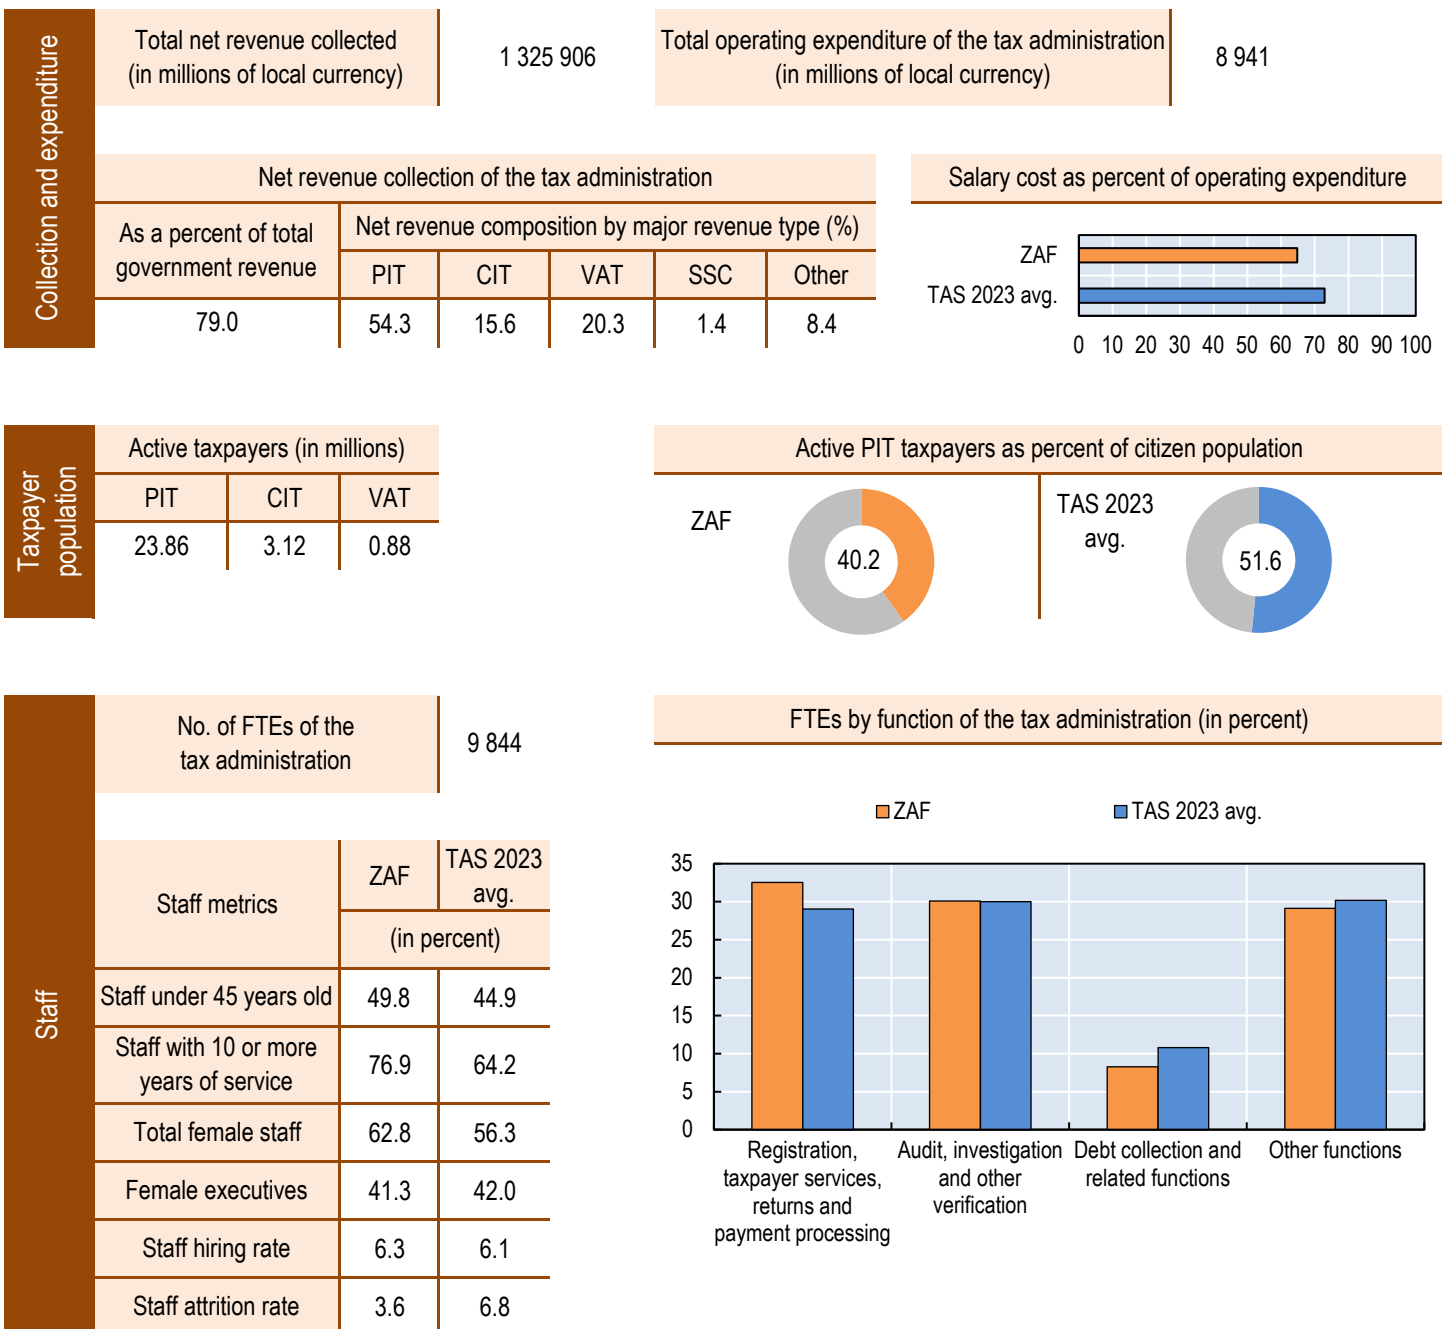 Collection and expenditure
Total net revenue collected
(in millions of local currency)
1 325 906
Total operating expenditure of the tax administration
(in millions of local currency)
8 941
Net revenue collection of the tax administration
As a percent of total
government revenue
Net revenue composition by major revenue type (%)
PIT CIT VAT SSC Other
79.0 54.3 15.6 20.3 1.4 8.4
Salary cost as percent of operating expenditure
ZAF
TAS 2023 avg.
0 10 20 30 40 50 60 70 80 90 100
Taxpayer
population
Active taxpayers (in millions)
PIT CIT VAT
23.86 3.12 0.88
Active PIT taxpayers as percent of citizen population
ZAF
40.2
TAS 2023
avg.
51.6
Staff
No. of FTEs of the
tax administration
9 844
Staff metrics
ZAF
TAS 2023
avg.
(in percent)
Staff under 45 years old 49.8 44.9
Staff with 10 or more
years of service
76.9 64.2
Total female staff 62.8 56.3
Female executives 41.3 42.0
Staff hiring rate 6.3 6.1
Staff attrition rate 3.6 6.8
FTEs by function of the tax administration (in percent)
ZAF TAS 2023 avg.
35
30
25
20
15
10
5
0
Registration,
taxpayer services,
returns and
payment processing
Audit, investigation
and other
verification
Debt collection and
related functions
Other functions